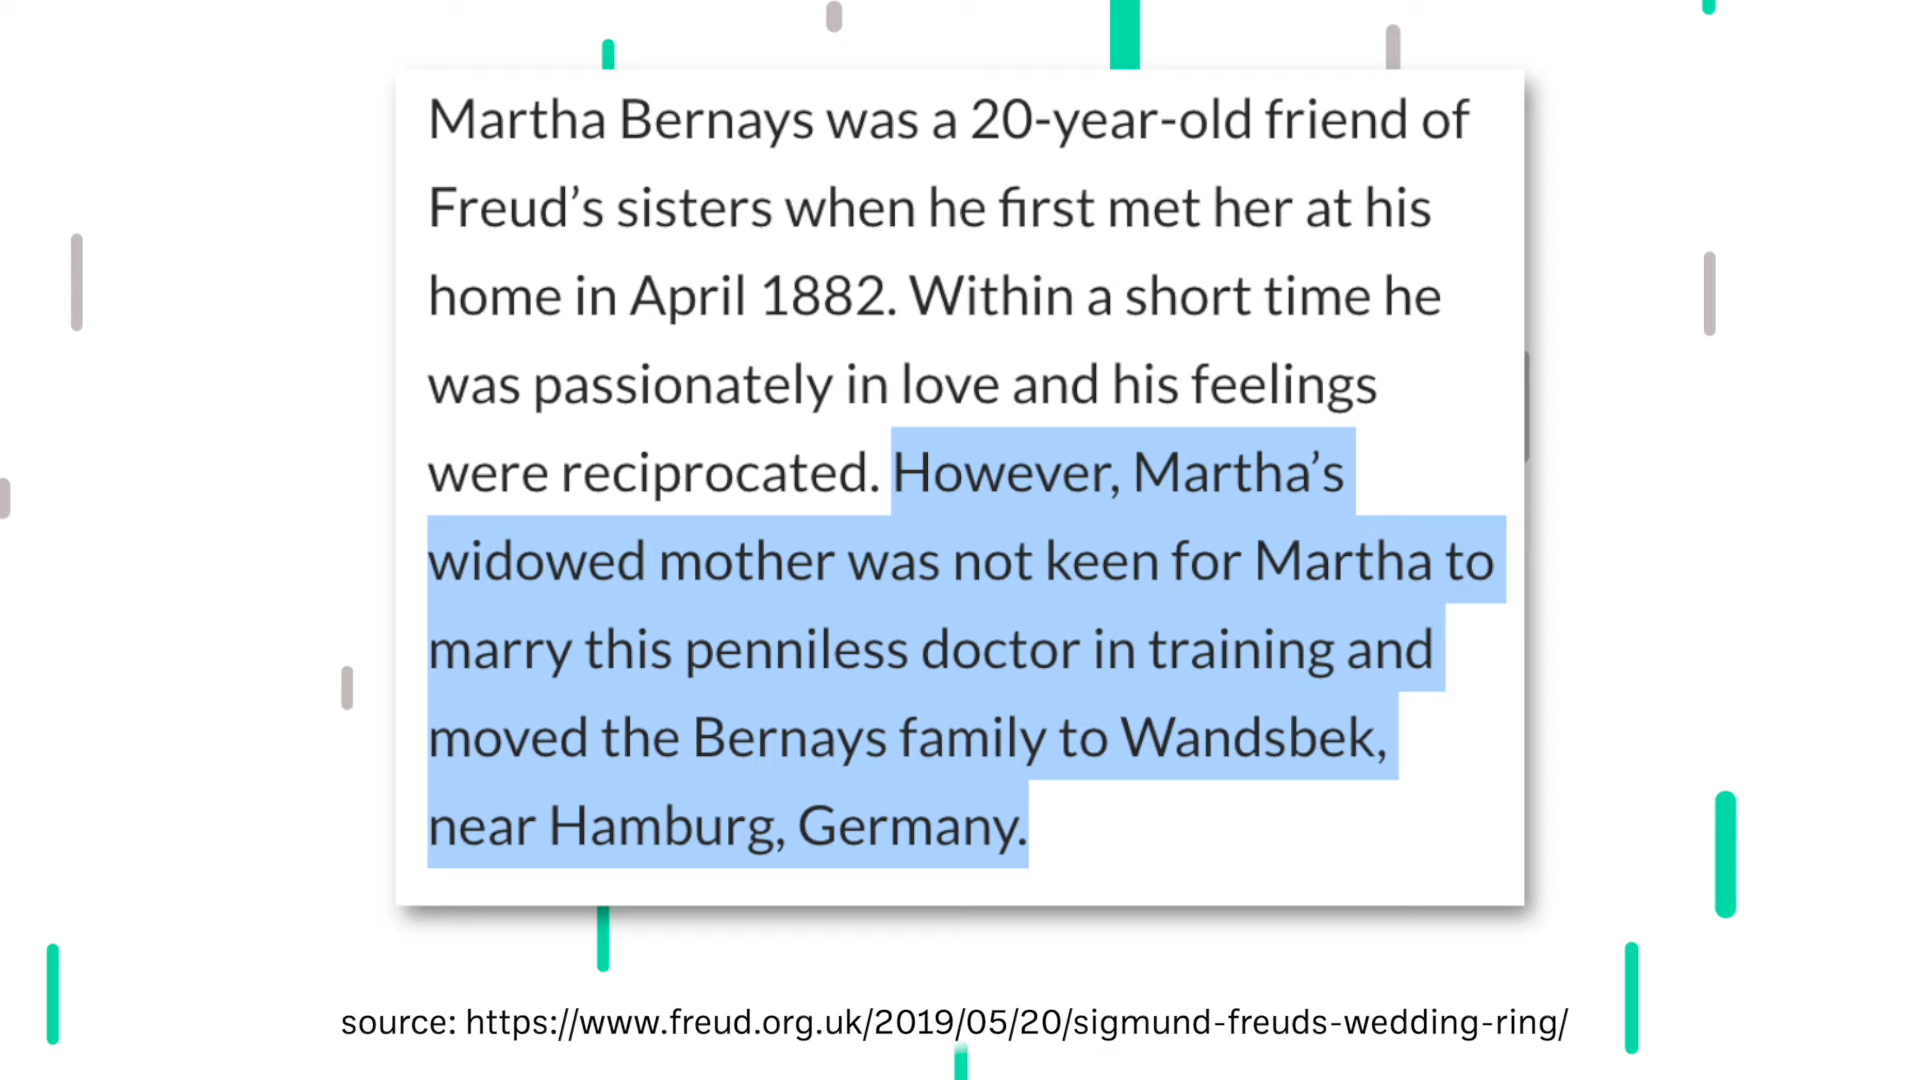 Martha Bernays was a 20-year-old friend of
Freud’s sisters when he first met her at his
home in April 1882. Within a short time he
was passionately in love and his feelings
were reciprocated. However, Martha’s
widowed mother was not keen for Martha to
marry this penniless doctor in training and
moved the Bernays family to Wandsbek,
near Hamburg, Germany.
source: https://www.freud.org.uk/2019/05/20/sigmund-freuds-wedding-ring/